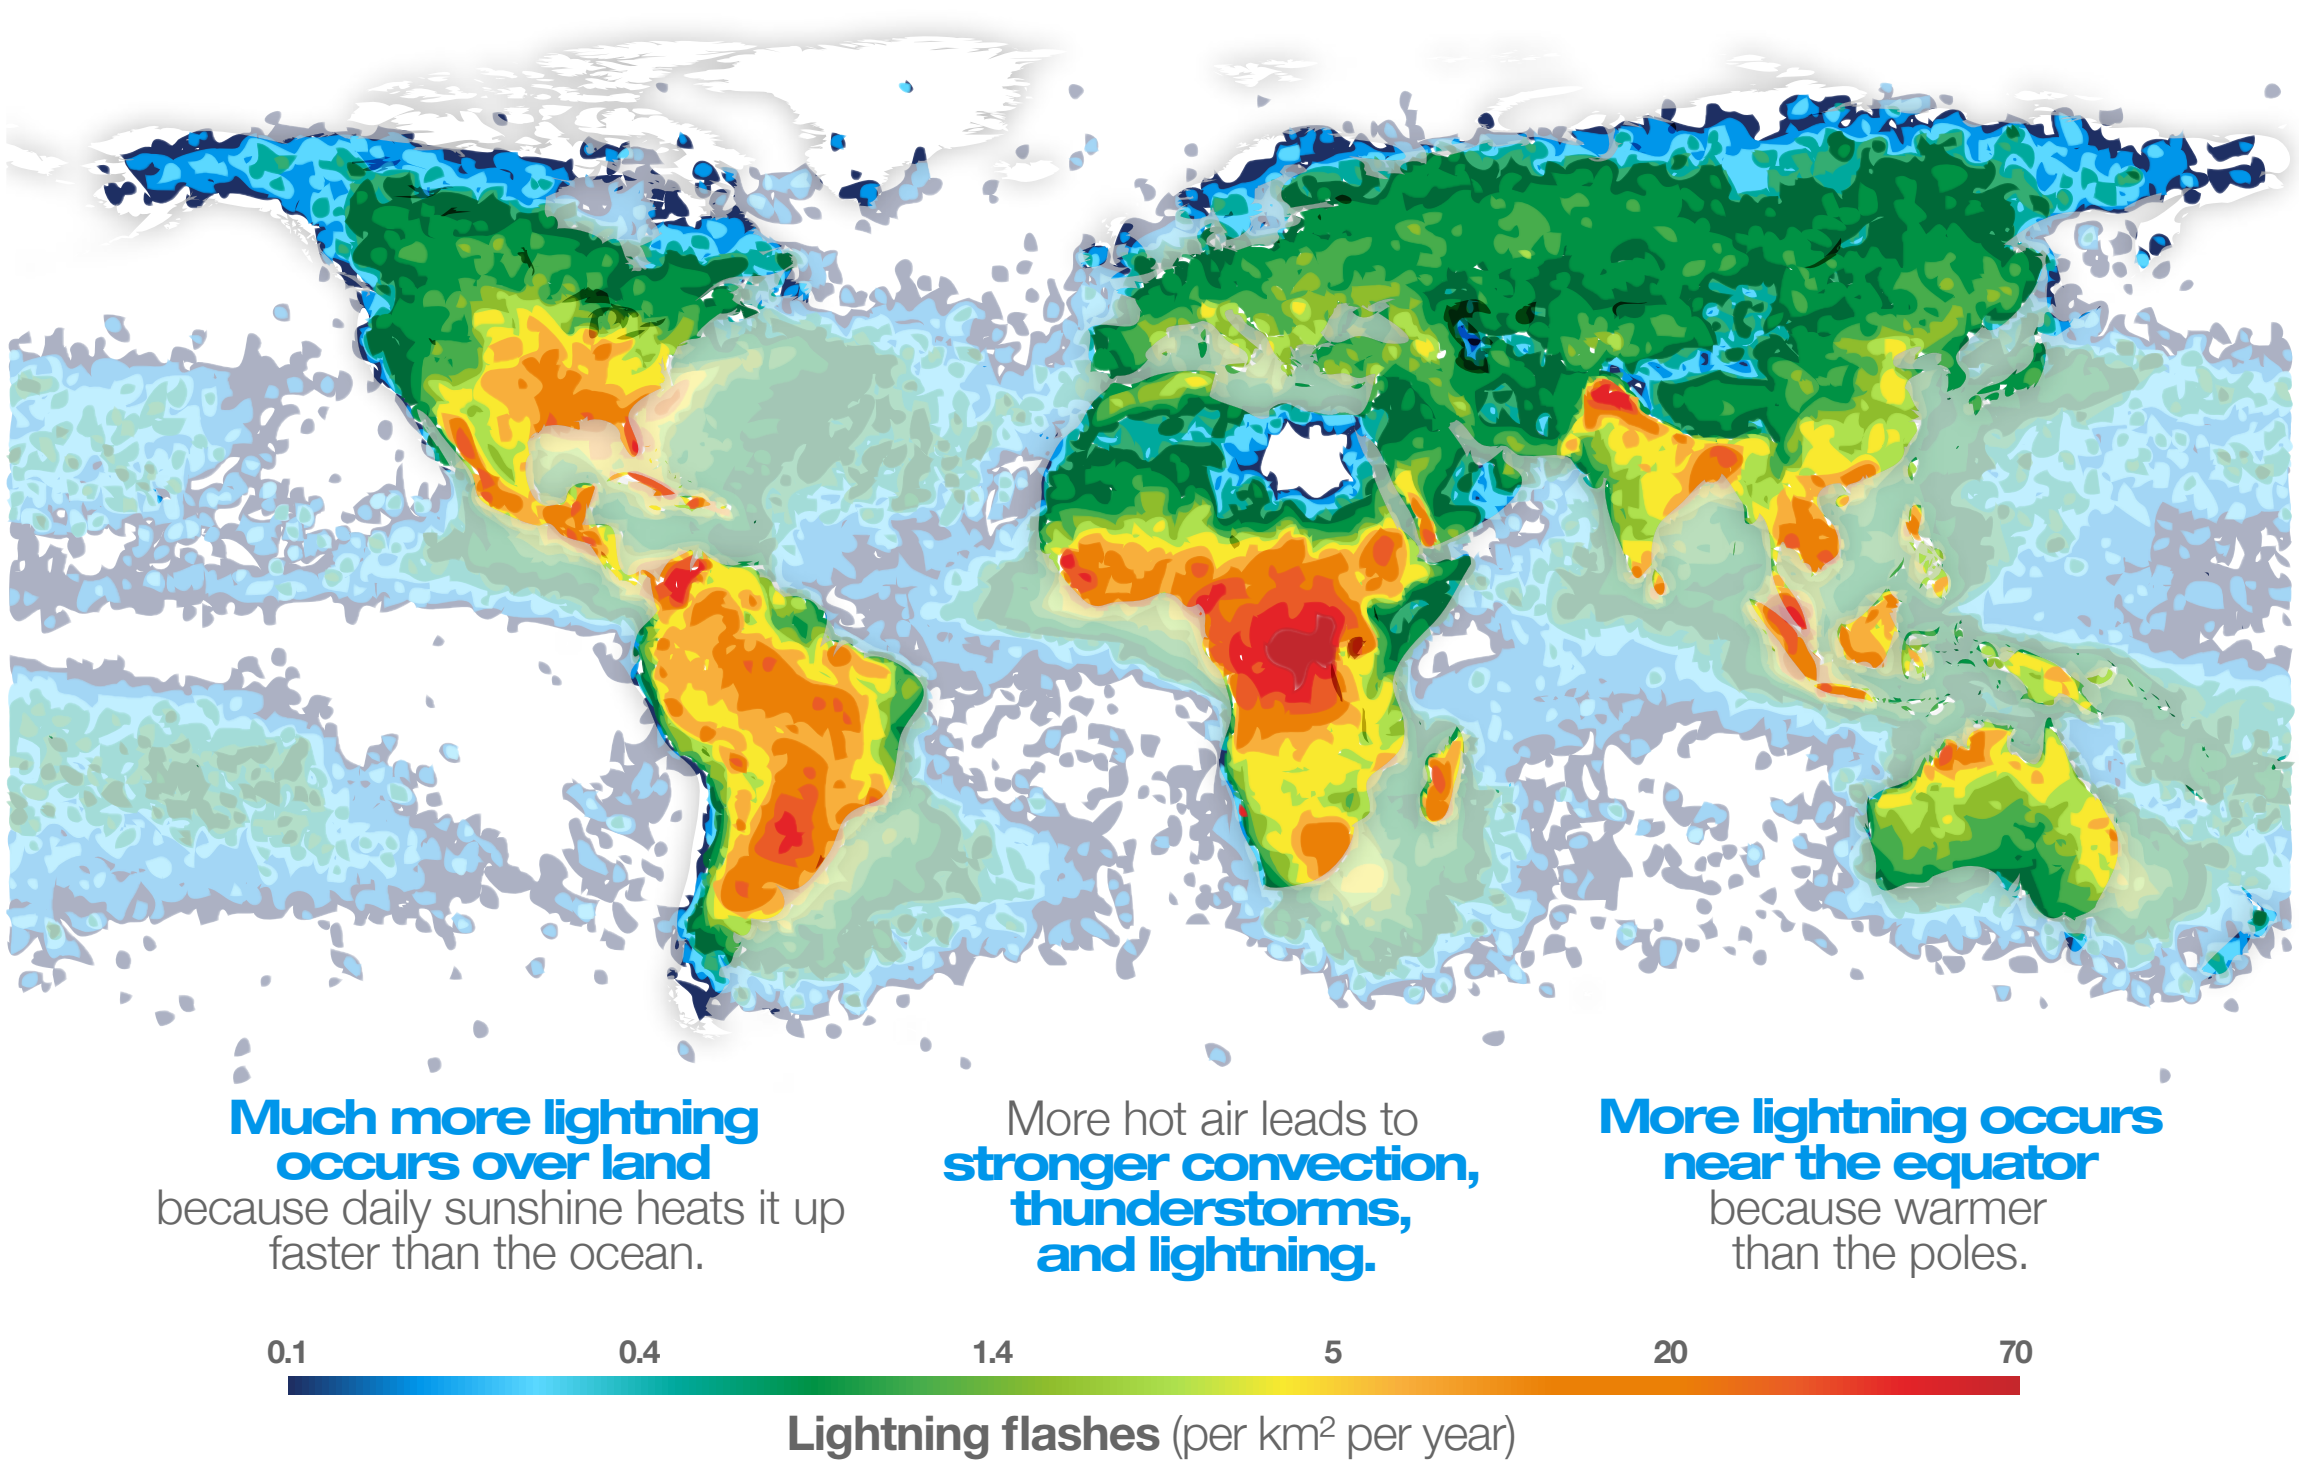 Much more lightning
occurs over land
because daily sunshine heats it up
faster than the ocean.
More hot air leads to
stronger convection,
thunderstorms,
and lightning.
More lightning occurs
near the equator
because warmer
than the poles.
0.1 0.4 1.4 5 20 70
Lightning flashes (per km² per year)